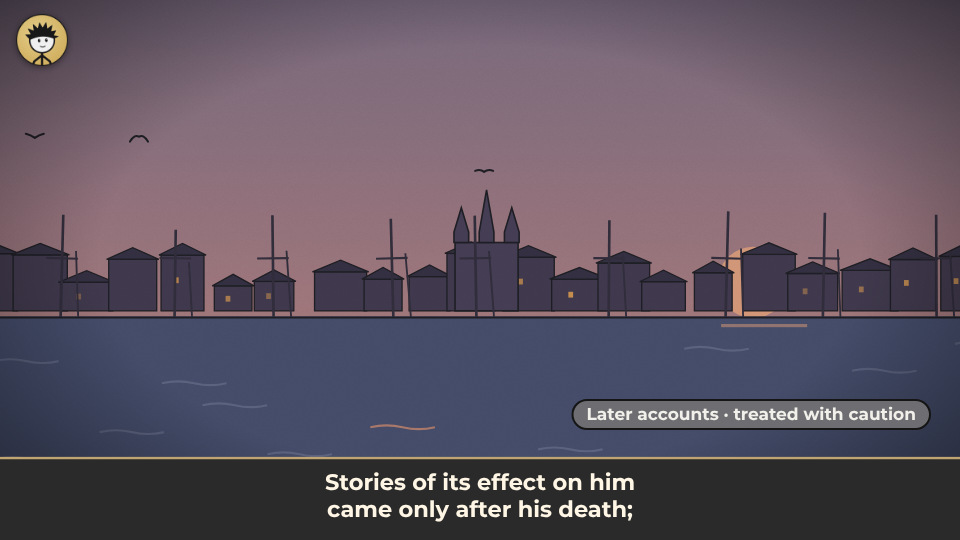 Later accounts · treated with caution
Stories of its effect on him
came only after his death;